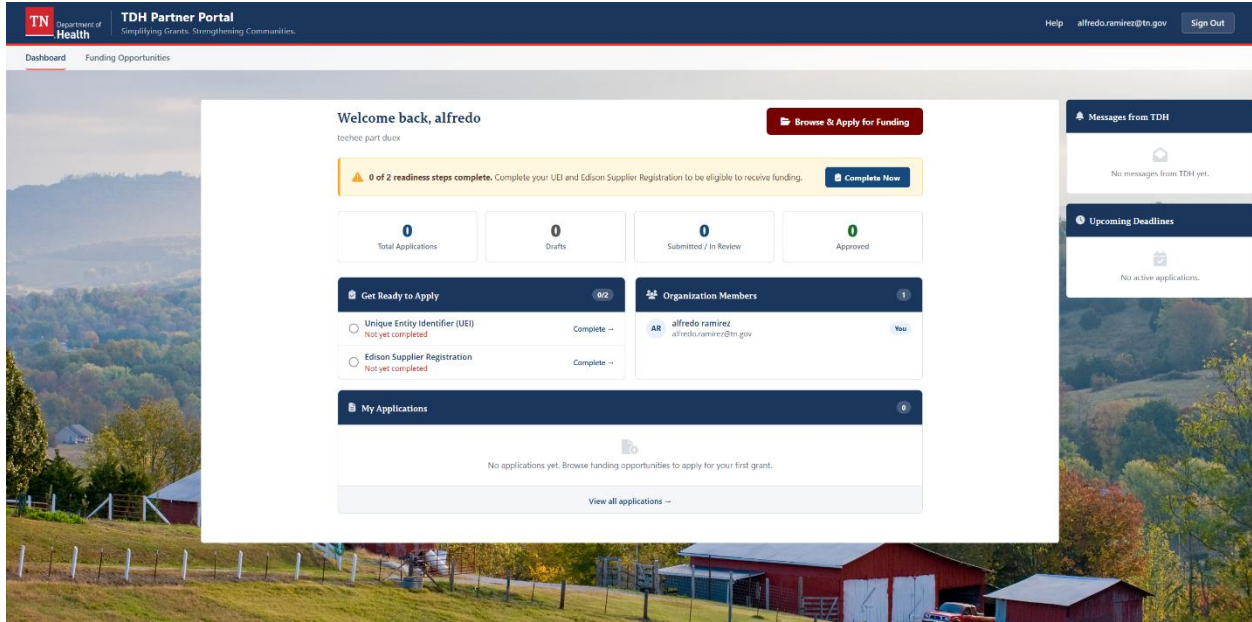 TN
Department of
Health
TDH Partner Portal
Simplifying Grants. Strengthening Communities.
Help
alfredo.ramirez@tn.gov
Sign Out
Dashboard
Funding Opportunities
Welcome back, alfredo
teehee part duex
Browse & Apply for Funding
0 of 2 readiness steps complete. Complete your UEI and Edison Supplier Registration to be eligible to receive funding.
Complete Now
0
Total Applications
0
Drafts
0
Submitted / In Review
0
Approved
Get Ready to Apply
0/2
Unique Entity Identifier (UEI)
Not yet completed
Complete →
Edison Supplier Registration
Not yet completed
Complete →
Organization Members
1
AR
alfredo ramirez
alfredo.ramirez@tn.gov
You
My Applications
0
No applications yet. Browse funding opportunities to apply for your first grant.
View all applications →
Messages from TDH
No messages from TDH yet.
Upcoming Deadlines
No active applications.